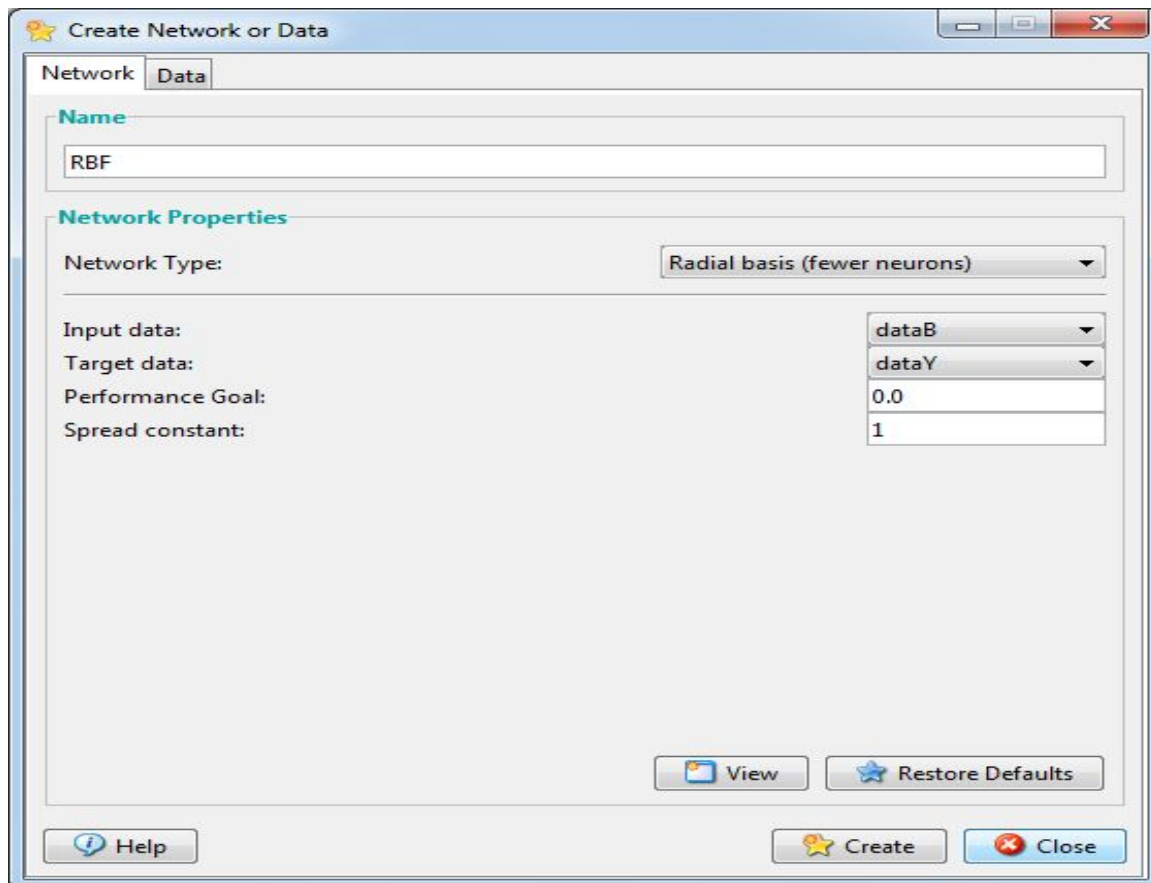 Create Network or Data
Network Data
Name
RBF
Network Properties
Network Type: Radial basis (fewer neurons)
Input data: dataB
Target data: dataY
Performance Goal: 0.0
Spread constant: 1
View Restore Defaults
Help Create Close